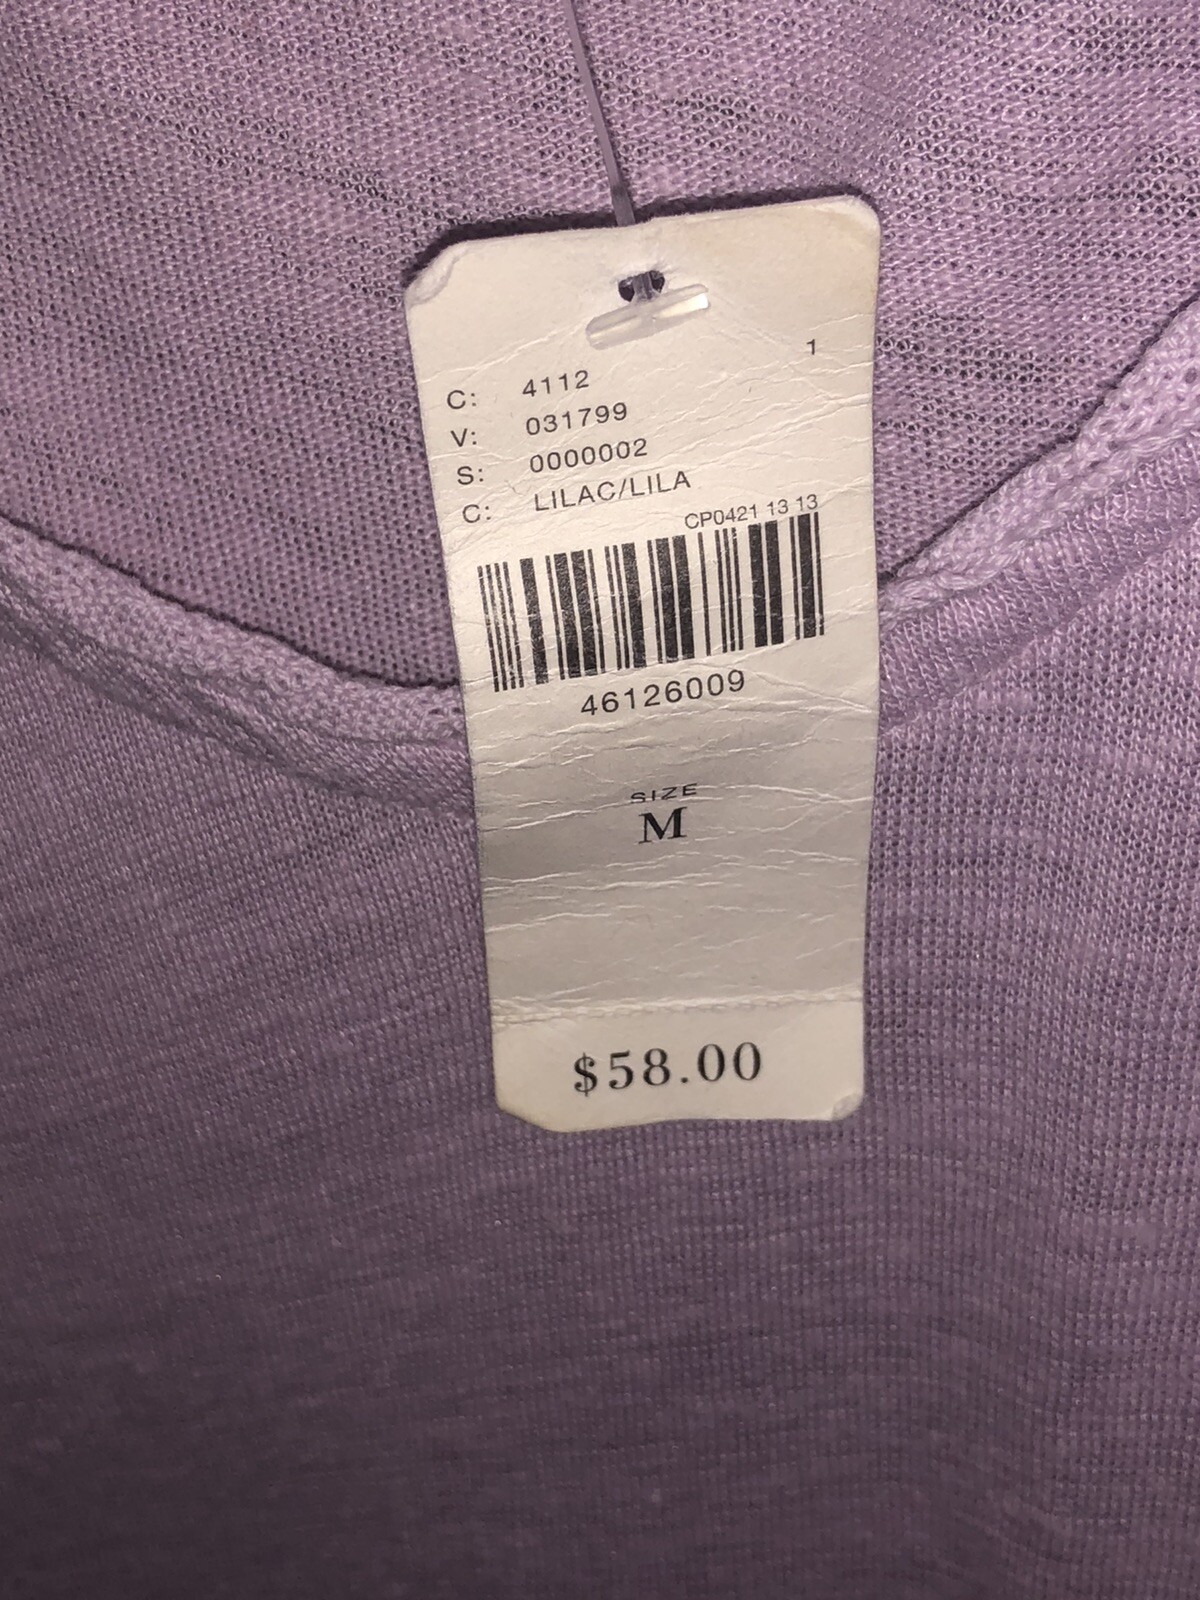 1
C: 4112
V: 031799
S: 0000002
C: LILAC/LILA
CP0421 13 13
46126009
SIZE
M
$58.00